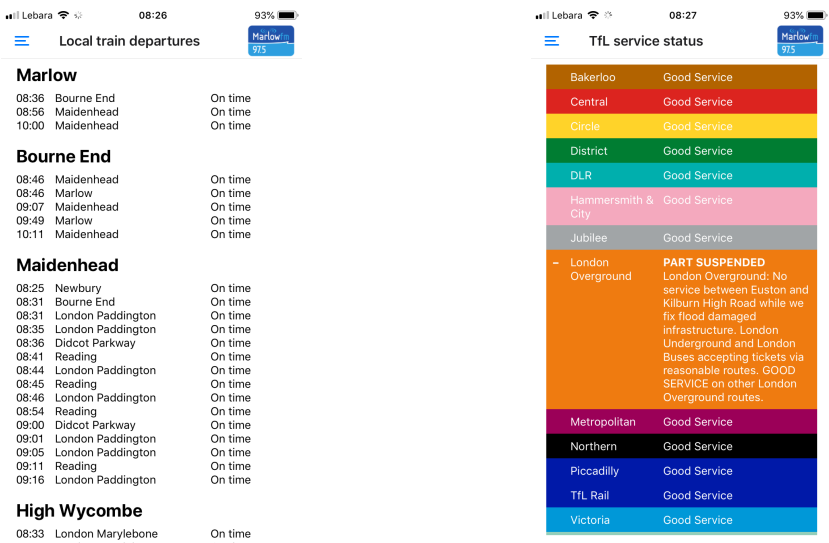 Lebara 08:26 93%
Local train departures
Marlow fm
97.5
Marlow
08:36 Bourne End On time
08:56 Maidenhead On time
10:00 Maidenhead On time
Bourne End
08:46 Maidenhead On time
08:46 Marlow On time
09:07 Maidenhead On time
09:49 Marlow On time
10:11 Maidenhead On time
Maidenhead
08:25 Newbury On time
08:31 Bourne End On time
08:31 London Paddington On time
08:35 London Paddington On time
08:36 Didcot Parkway On time
08:41 Reading On time
08:44 London Paddington On time
08:45 Reading On time
08:46 London Paddington On time
08:54 Reading On time
09:00 Didcot Parkway On time
09:01 London Paddington On time
09:05 London Paddington On time
09:11 Reading On time
09:16 London Paddington On time
High Wycombe
08:33 London Marylebone On time
Lebara 08:27 93%
TfL service status
Marlow fm
97.5
Bakerloo Good Service
Central Good Service
Circle Good Service
District Good Service
DLR Good Service
Hammersmith & Good Service
City
Jubilee Good Service
– London PART SUSPENDED
Overground London Overground: No
service between Euston and
Kilburn High Road while we
fix flood damaged
infrastructure. London
Underground and London
Buses accepting tickets via
reasonable routes. GOOD
SERVICE on other London
Overground routes.
Metropolitan Good Service
Northern Good Service
Piccadilly Good Service
TfL Rail Good Service
Victoria Good Service